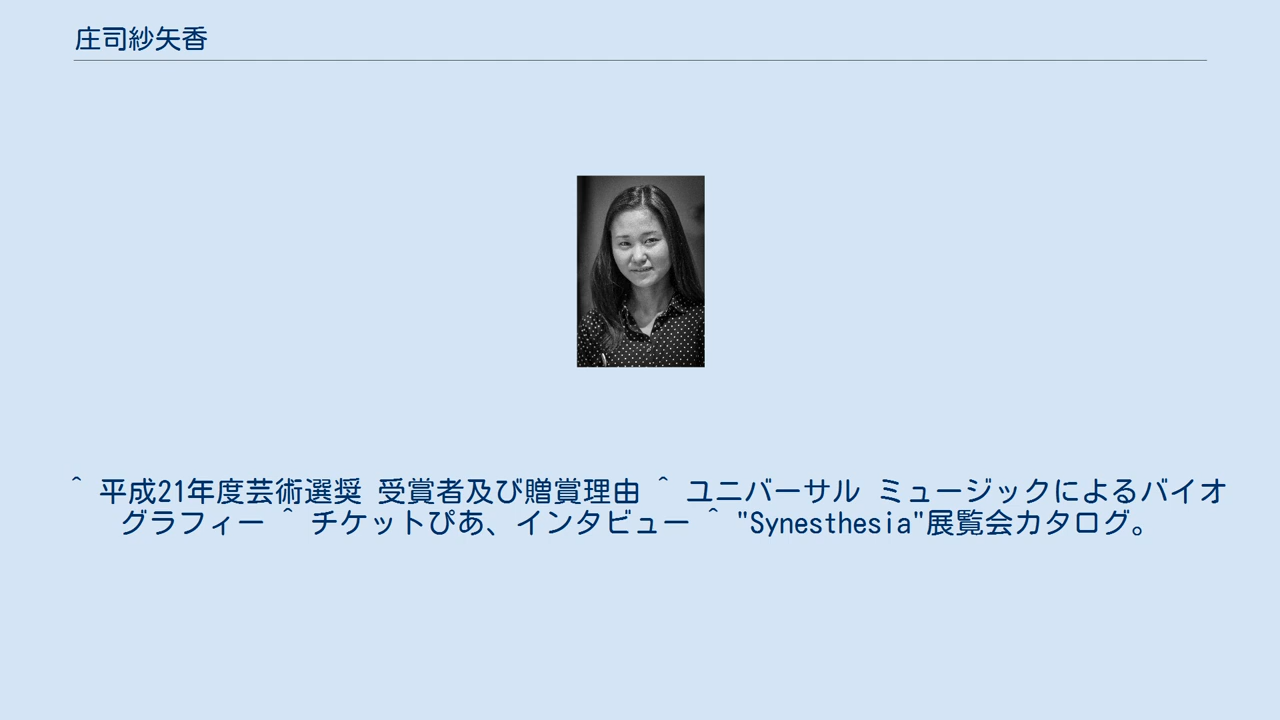 庄司紗矢香
^ 平成21年度芸術選奨 受賞者及び贈賞理由 ^ ユニバーサル ミュージックによるバイオ
グラフィー ^ チケットぴあ、インタビュー ^ "Synesthesia"展覧会カタログ。